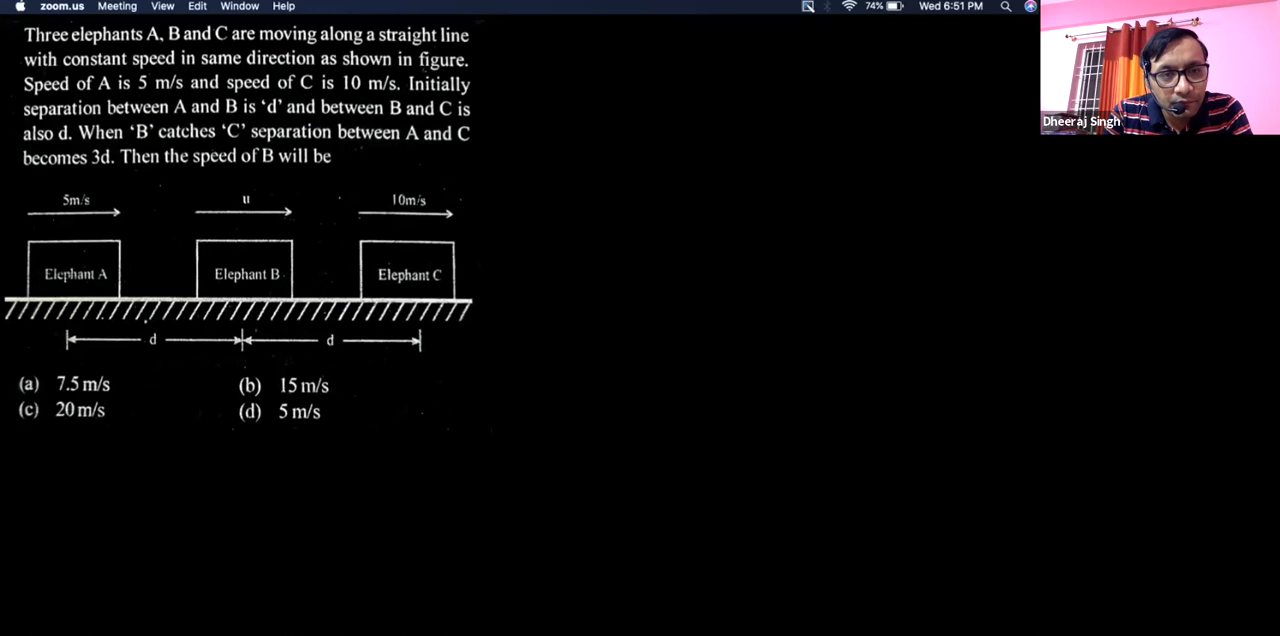 zoom.us Meeting View Edit Window Help 74% Wed 6:51 PM
Three elephants A, B and C are moving along a straight line
with constant speed in same direction as shown in figure.
Speed of A is 5 m/s and speed of C is 10 m/s. Initially
separation between A and B is ‘d’ and between B and C is
also d. When ‘B’ catches ‘C’ separation between A and C
becomes 3d. Then the speed of B will be
5m/s u 10m/s
Elephant A Elephant B Elephant C
d d
(a) 7.5 m/s (b) 15 m/s
(c) 20 m/s (d) 5 m/s
Dheeraj Singh